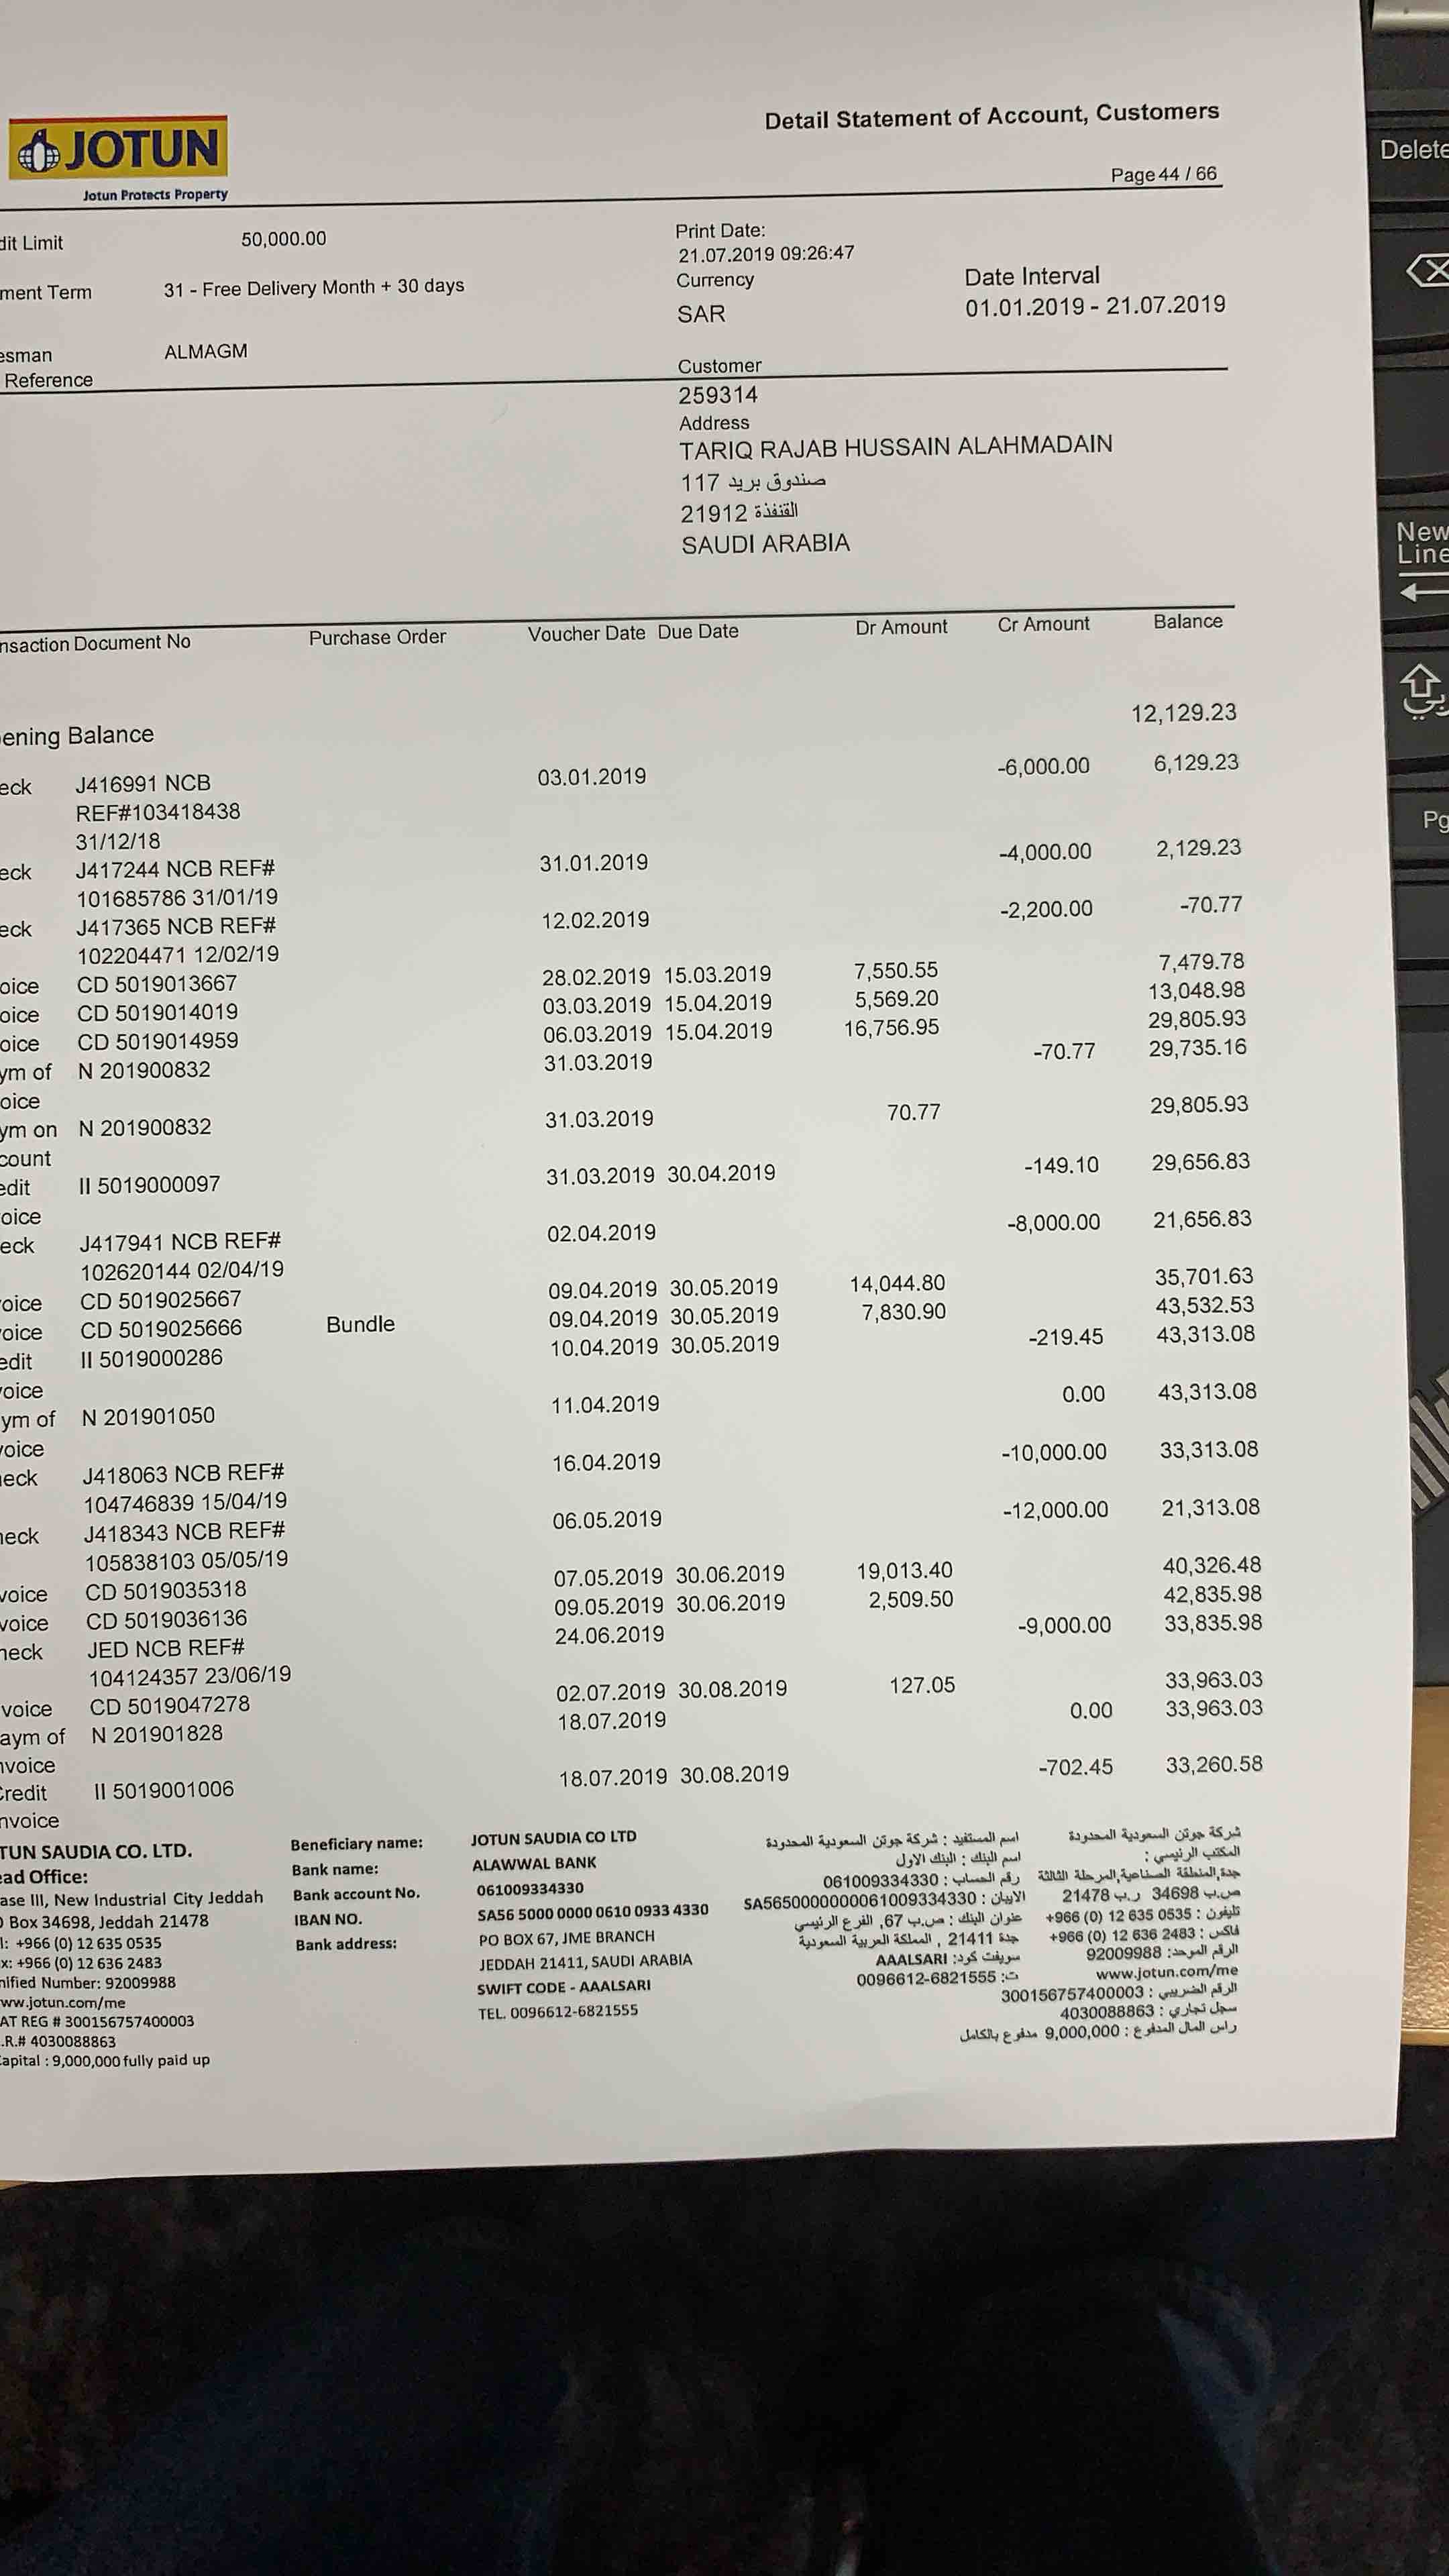 JOTUN
Jotun Protects Property
Detail Statement of Account, Customers
Page 44 / 66
dit Limit 50,000.00
Print Date:
21.07.2019 09:26:47
ment Term 31 - Free Delivery Month + 30 days
Currency
SAR
Date Interval
01.01.2019 - 21.07.2019
esman ALMAGM
Reference
Customer
259314
Address
TARIQ RAJAB HUSSAIN ALAHMADAIN
صندوق بريد 117
القنفذة 21912
SAUDI ARABIA
nsaction Document No Purchase Order Voucher Date Due Date Dr Amount Cr Amount Balance
ening Balance 12,129.23
eck J416991 NCB 03.01.2019 -6,000.00 6,129.23
REF#103418438
31/12/18
eck J417244 NCB REF# 31.01.2019 -4,000.00 2,129.23
101685786 31/01/19
eck J417365 NCB REF# 12.02.2019 -2,200.00 -70.77
102204471 12/02/19
oice CD 5019013667 28.02.2019 15.03.2019 7,550.55 7,479.78
oice CD 5019014019 03.03.2019 15.04.2019 5,569.20 13,048.98
oice CD 5019014959 06.03.2019 15.04.2019 16,756.95 29,805.93
ym of N 201900832 31.03.2019 -70.77 29,735.16
oice
ym on N 201900832 31.03.2019 70.77 29,805.93
count
edit II 5019000097 31.03.2019 30.04.2019 -149.10 29,656.83
oice
eck J417941 NCB REF# 02.04.2019 -8,000.00 21,656.83
102620144 02/04/19
oice CD 5019025667 09.04.2019 30.05.2019 14,044.80 35,701.63
oice CD 5019025666 Bundle 09.04.2019 30.05.2019 7,830.90 43,532.53
edit II 5019000286 10.04.2019 30.05.2019 -219.45 43,313.08
voice
ym of N 201901050 11.04.2019 0.00 43,313.08
voice
eck J418063 NCB REF# 16.04.2019 -10,000.00 33,313.08
104746839 15/04/19
heck J418343 NCB REF# 06.05.2019 -12,000.00 21,313.08
105838103 05/05/19
voice CD 5019035318 07.05.2019 30.06.2019 19,013.40 40,326.48
voice CD 5019036136 09.05.2019 30.06.2019 2,509.50 42,835.98
heck JED NCB REF# 24.06.2019 -9,000.00 33,835.98
104124357 23/06/19
voice CD 5019047278 02.07.2019 30.08.2019 127.05 33,963.03
aym of N 201901828 18.07.2019 0.00 33,963.03
nvoice
Credit II 5019001006 18.07.2019 30.08.2019 -702.45 33,260.58
nvoice
TUN SAUDIA CO. LTD.
ead Office:
ase III, New Industrial City Jeddah
Box 34698, Jeddah 21478
l: +966 (0) 12 635 0535
x: +966 (0) 12 636 2483
nified Number: 92009988
ww.jotun.com/me
AT REG # 300156757400003
.R.# 4030088863
Capital : 9,000,000 fully paid up
Beneficiary name: JOTUN SAUDIA CO LTD
Bank name: ALAWWAL BANK
Bank account No. 061009334330
IBAN NO. SA56 5000 0000 0610 0933 4330
Bank address: PO BOX 67, JME BRANCH
JEDDAH 21411, SAUDI ARABIA
SWIFT CODE - AAALSARI
TEL. 0096612-6821555
اسم المستفيد : شركة جوتن السعودية المحدودة
اسم البنك : البنك الاول
رقم الحساب : 061009334330
الايبان : SA5650000000061009334330
عنوان البنك : ص.ب 67, الفرع الرئيسي
جدة 21411 , المملكة العربية السعودية
سويفت كود: AAALSARI
ت: 0096612-6821555
شركة جوتن السعودية المحدودة
المكتب الرئيسي :
جدة,المنطقة الصناعية,المرحلة الثالثة
ص.ب 34698 ر.ب 21478
تليفون : 0535 635 12 (0) 966+
فاكس : 2483 636 12 (0) 966+
الرقم الموحد: 92009988
www.jotun.com/me
الرقم الضريبي : 300156757400003
سجل تجاري : 4030088863
راس المال المدفوع : 9,000,000 مدفوع بالكامل
Delete
New
Line
Pg